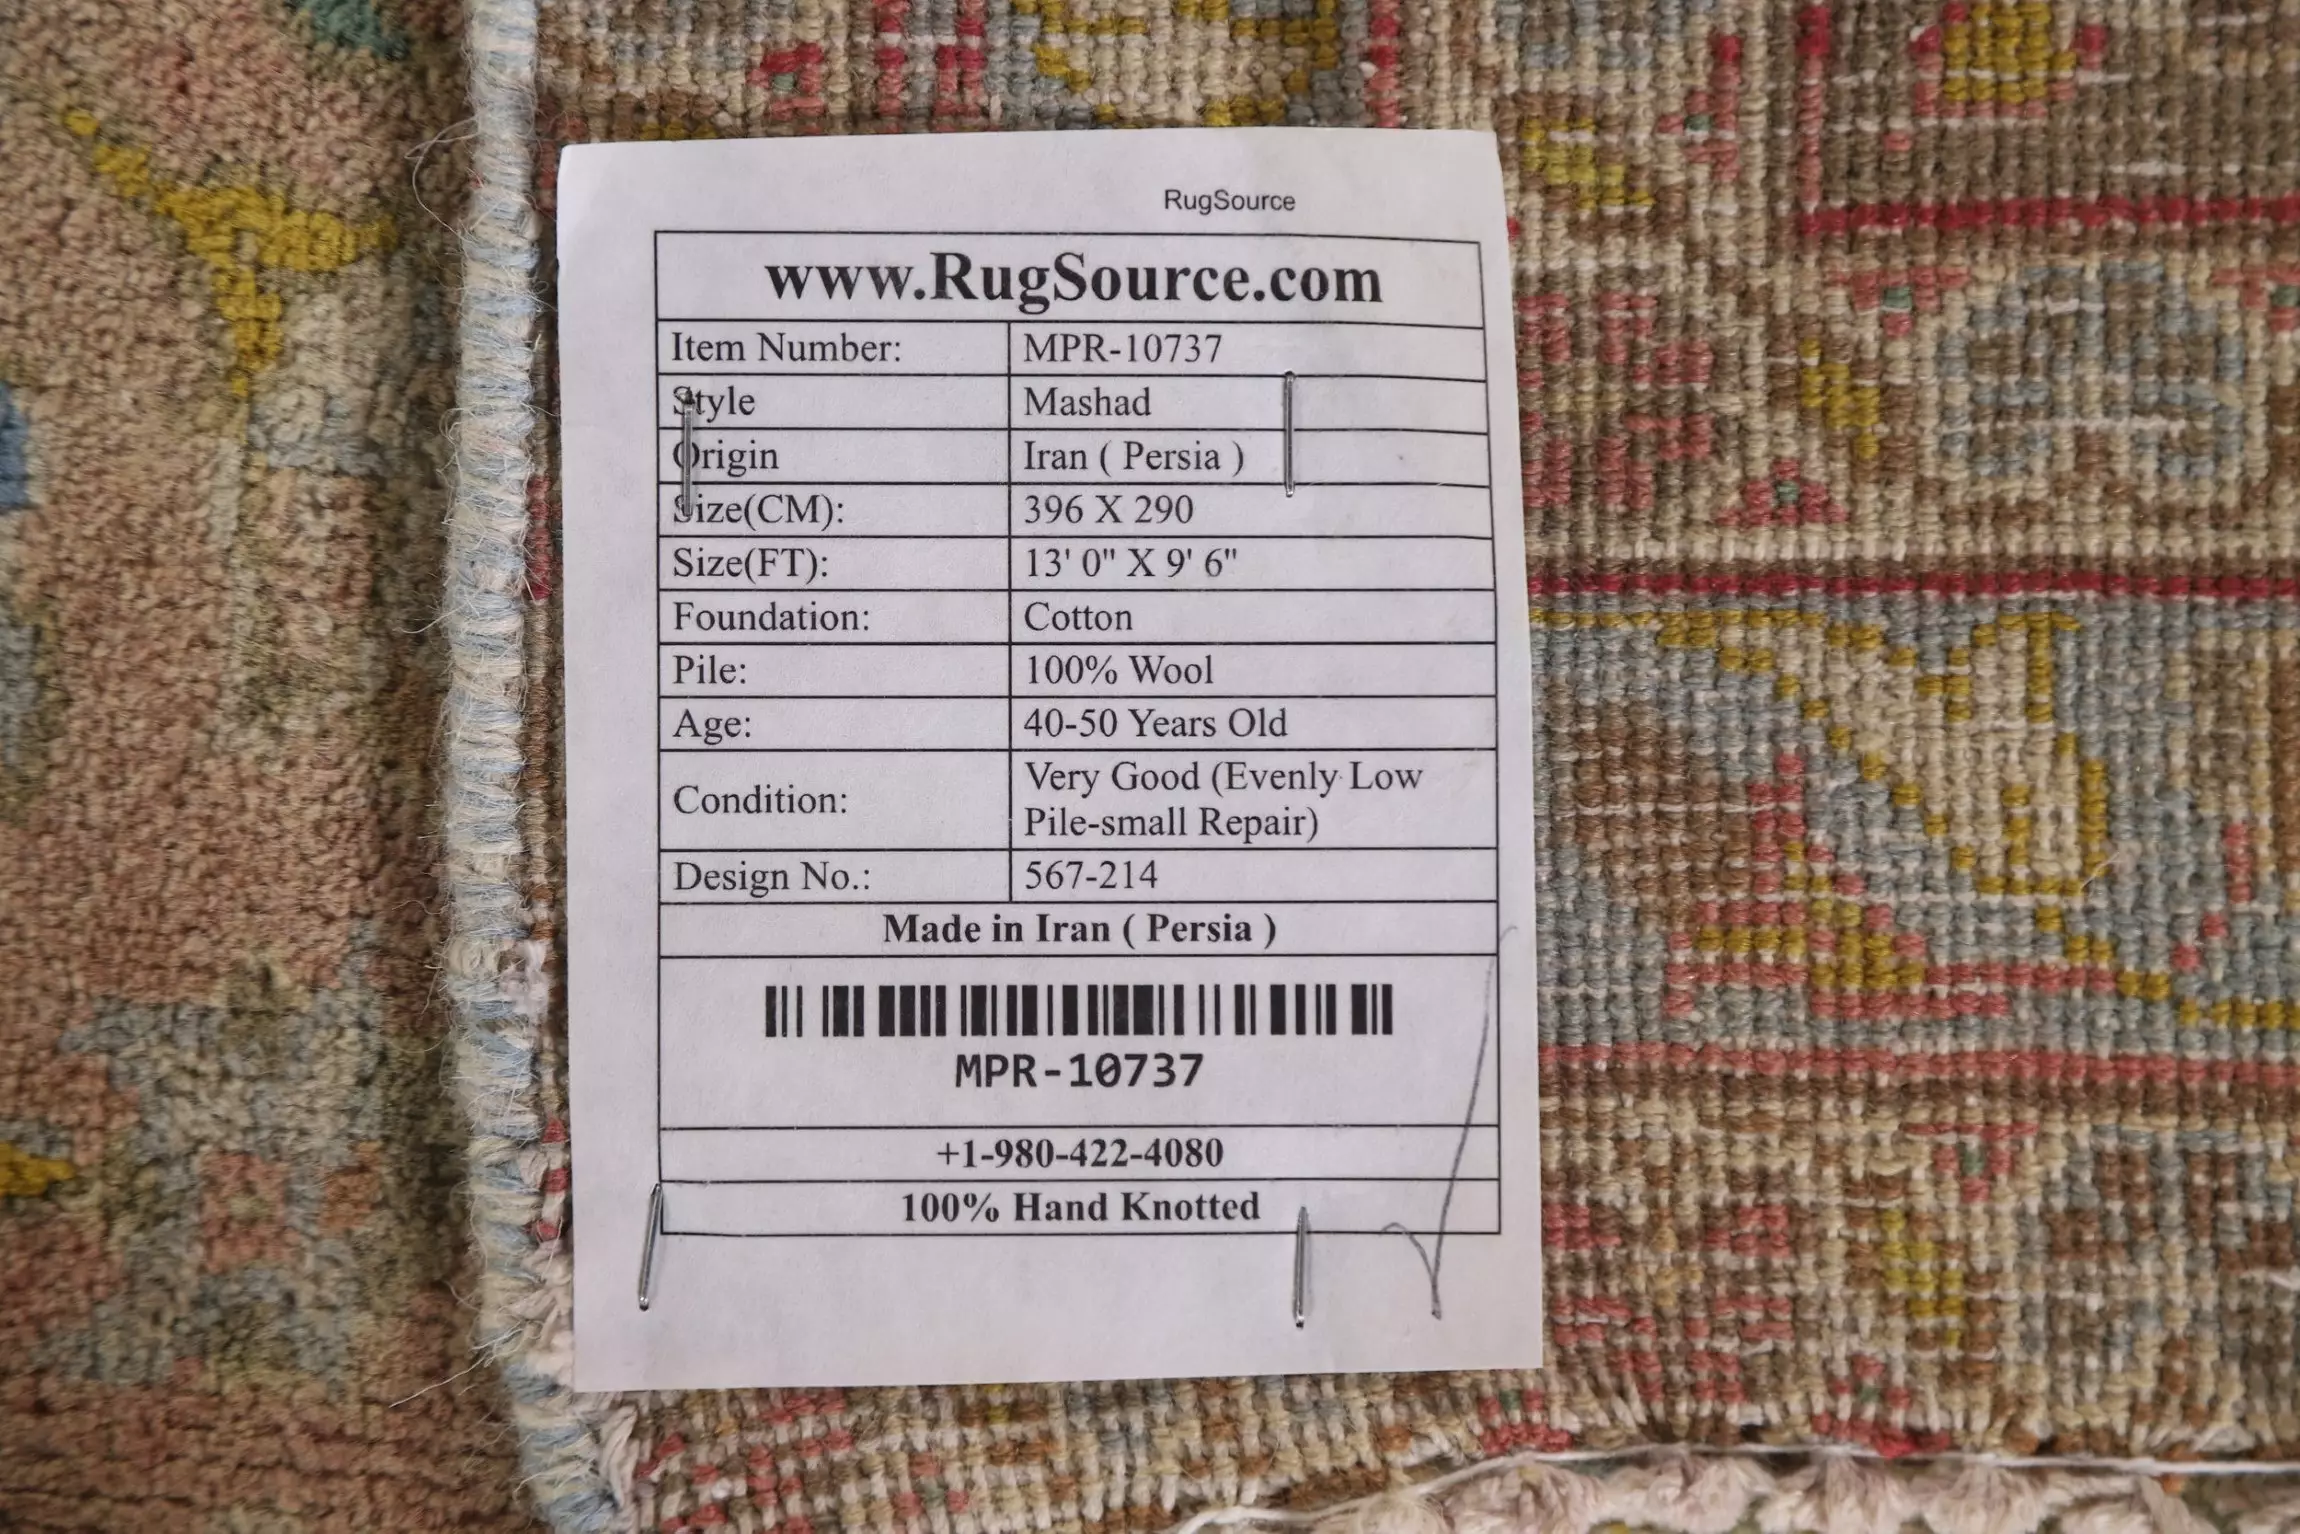 RugSource
www.RugSource.com
Item Number: MPR-10737
Style Mashad
Origin Iran ( Persia )
Size(CM): 396 X 290
Size(FT): 13' 0" X 9' 6"
Foundation: Cotton
Pile: 100% Wool
Age: 40-50 Years Old
Condition: Very Good (Evenly Low
Pile-small Repair)
Design No.: 567-214
Made in Iran ( Persia )
MPR-10737
+1-980-422-4080
100% Hand Knotted